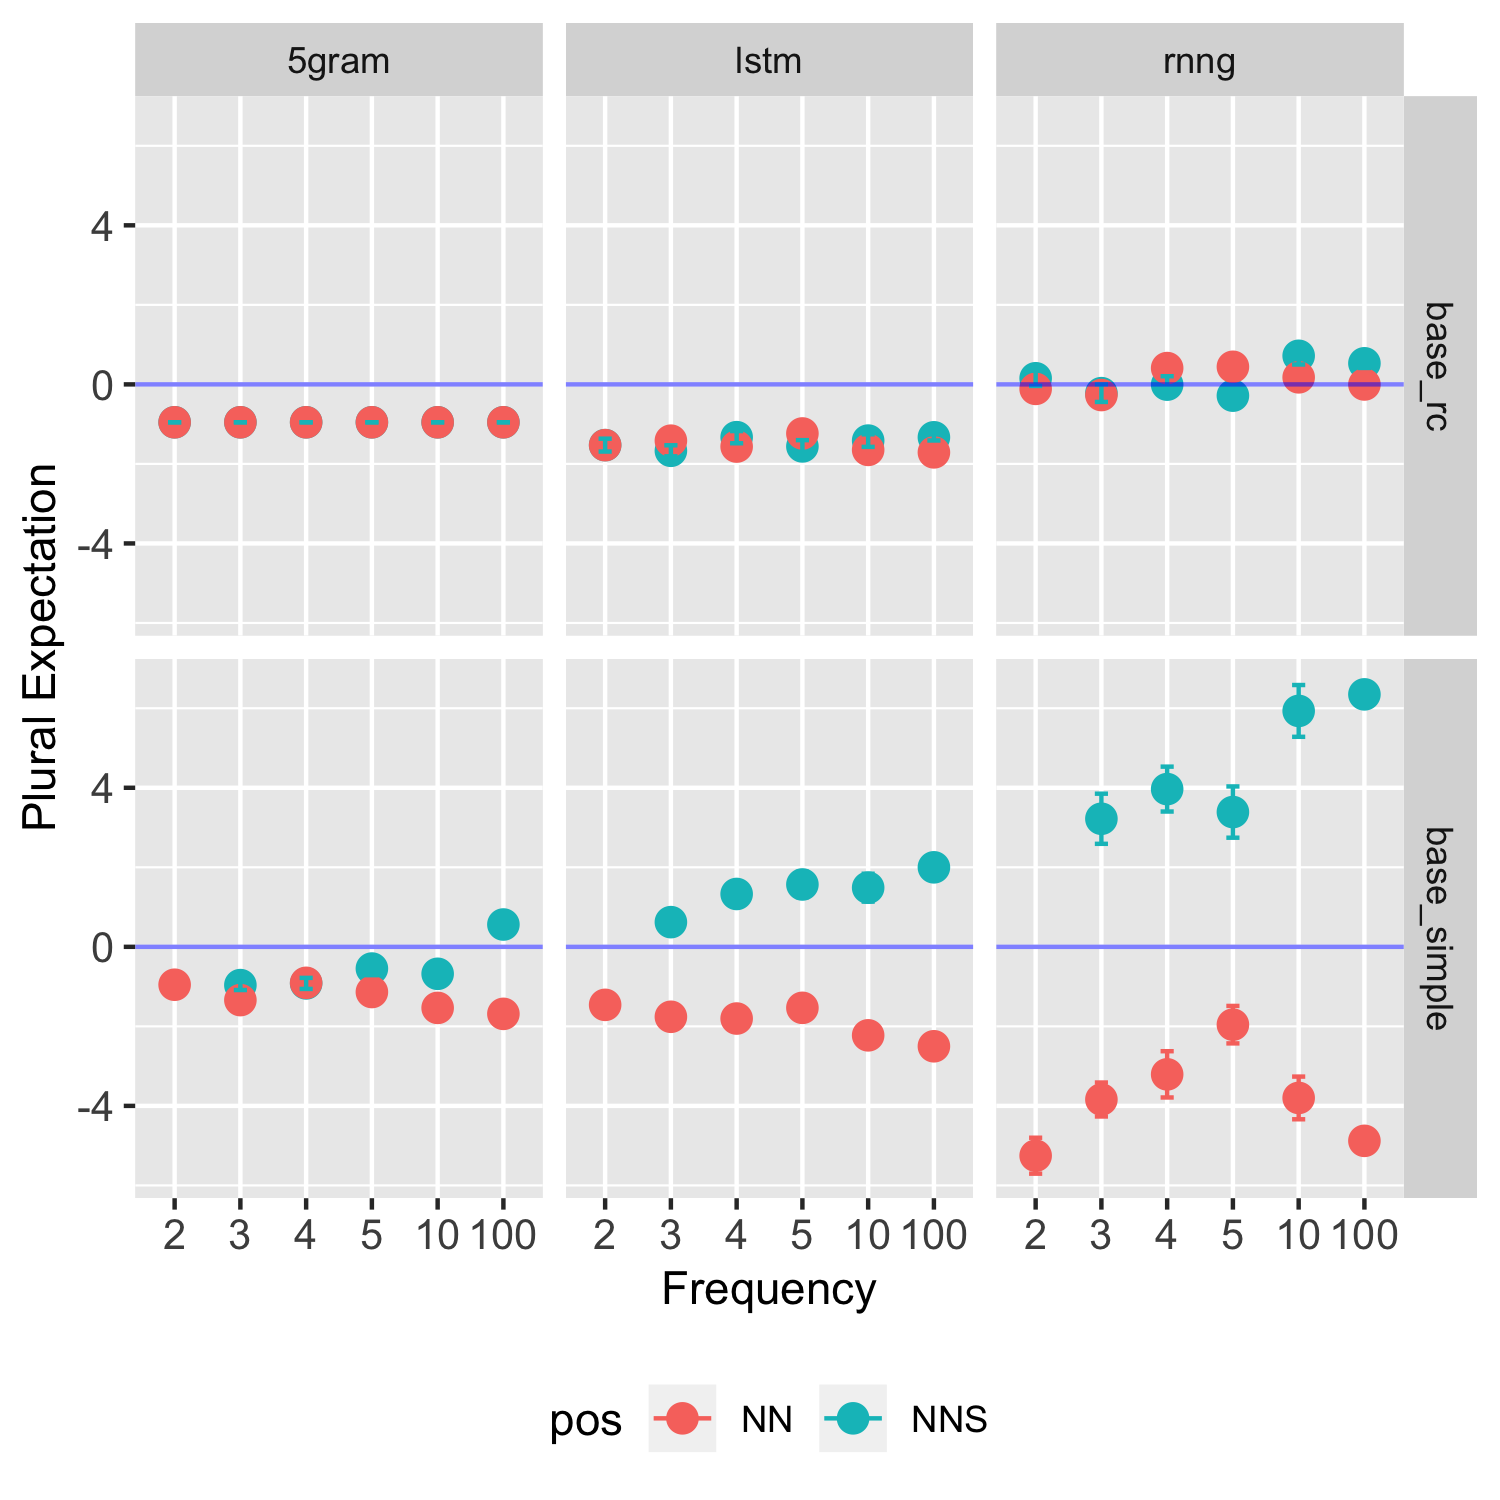 5gram lstm rnng
4
0
-4
base_rc
Plural Expectation
4
0
-4
base_simple
2 3 4 5 10 100 2 3 4 5 10 100 2 3 4 5 10 100
Frequency
pos NN NNS